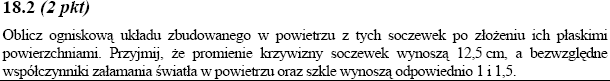 18.2 (2 pkt)
Oblicz ogniskową układu zbudowanego w powietrzu z tych soczewek po złożeniu ich płaskimi
powierzchniami. Przyjmij, że promienie krzywizny soczewek wynoszą 12,5 cm, a bezwzględne
współczynniki załamania światła w powietrzu oraz szkle wynoszą odpowiednio 1 i 1,5.